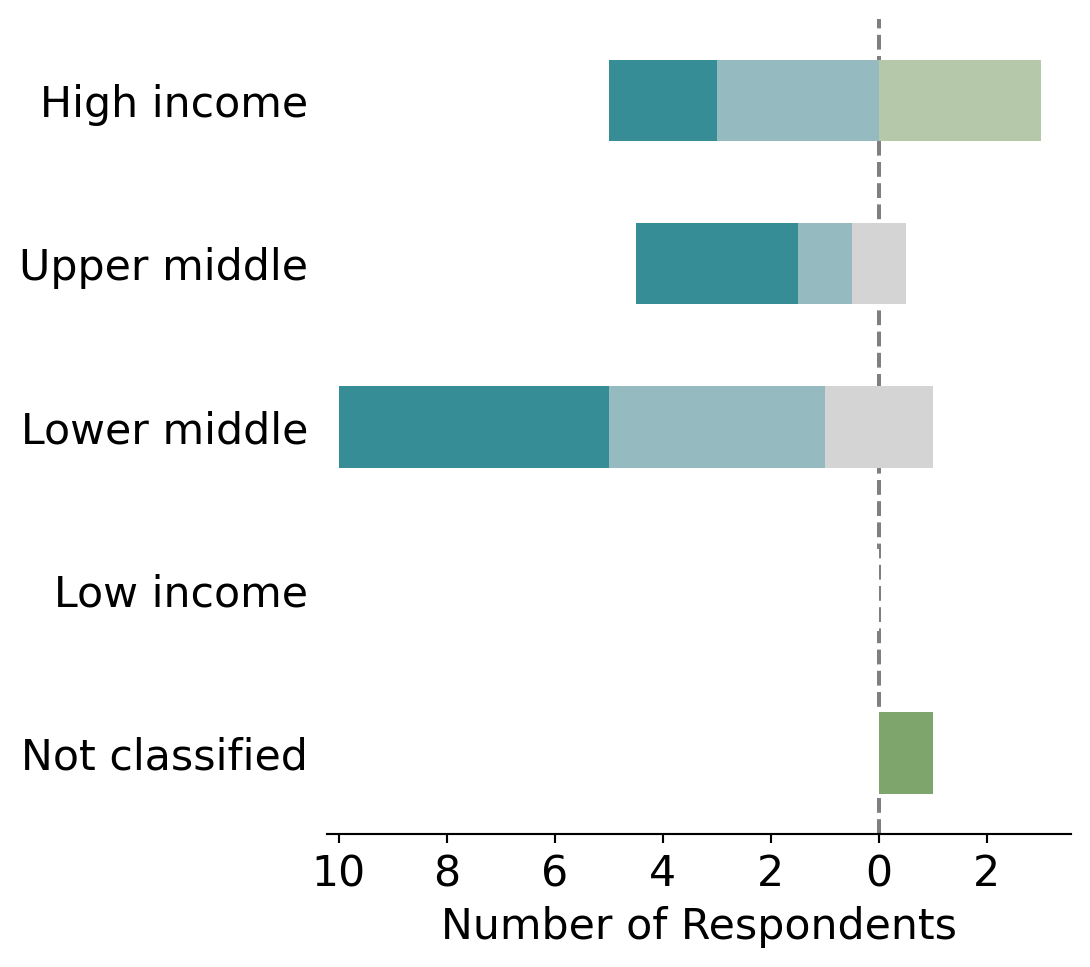 High income
Upper middle
Lower middle
Low income
Not classified
10 8 6 4 2 0 2
Number of Respondents